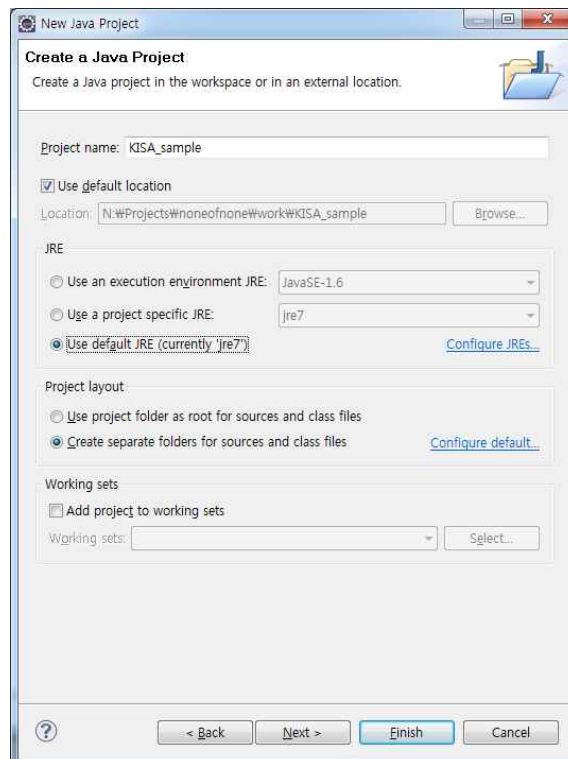 New Java Project
Create a Java Project
Create a Java project in the workspace or in an external location.
Project name: KISA_sample
Use default location
Location: N:₩Projects₩noneofnone₩work₩KISA_sample Browse...
JRE
Use an execution environment JRE: JavaSE-1.6
Use a project specific JRE: jre7
Use default JRE (currently 'jre7') Configure JREs...
Project layout
Use project folder as root for sources and class files
Create separate folders for sources and class files Configure default...
Working sets
Add project to working sets
Working sets: Select...
? < Back Next > Finish Cancel